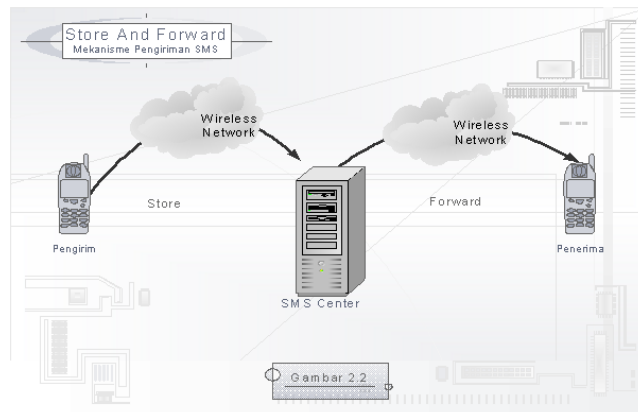 Store And Forward
Mekanisme Pengiriman SMS
Wireless
Network
Wireless
Network
Store
Forward
Pengirim
Penerima
SMS Center
Gambar 2.2